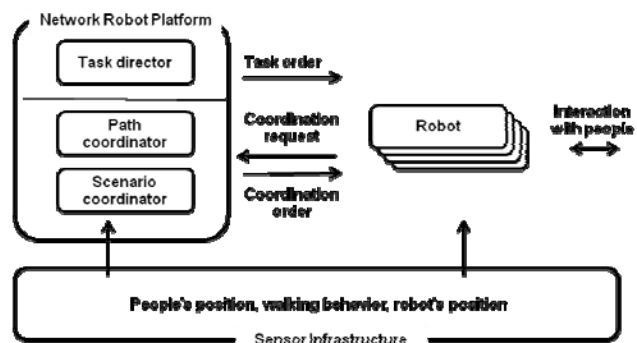 Network Robot Platform
Task director
Path
coordinator
Scenario
coordinator
Task order
Coordination
request
Coordination
order
Robot
Interaction
with people
People's position, walking behavior, robot's position
Sensor Infrastructure